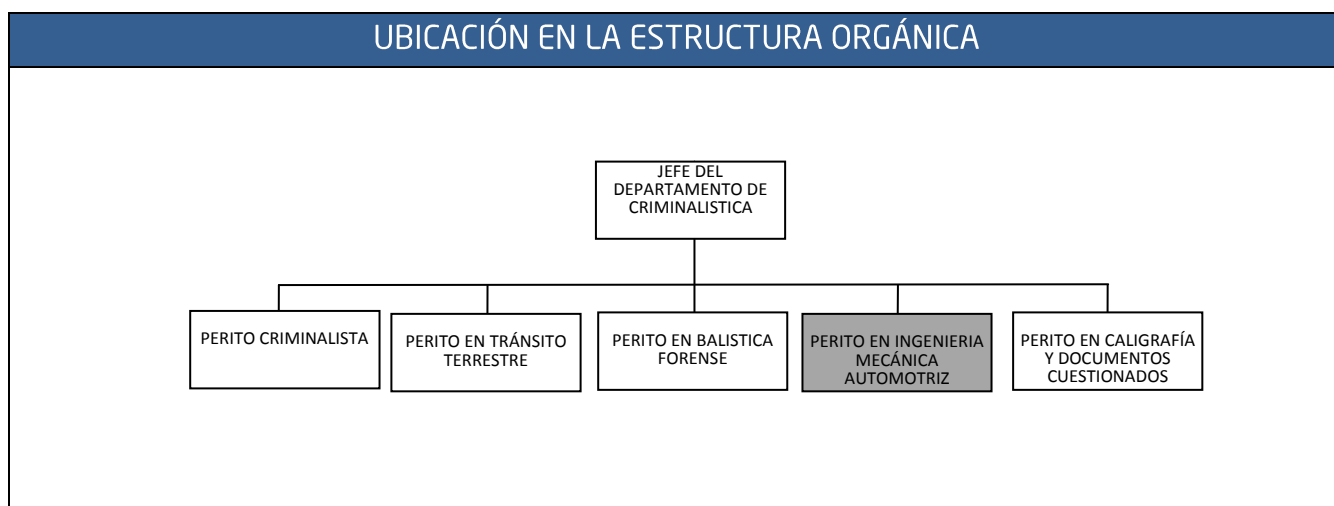 UBICACIÓN EN LA ESTRUCTURA ORGÁNICA
JEFE DEL
DEPARTAMENTO DE
CRIMINALISTICA
PERITO CRIMINALISTA
PERITO EN TRÁNSITO
TERRESTRE
PERITO EN BALISTICA
FORENSE
PERITO EN INGENIERIA
MECÁNICA
AUTOMOTRIZ
PERITO EN CALIGRAFÍA
Y DOCUMENTOS
CUESTIONADOS